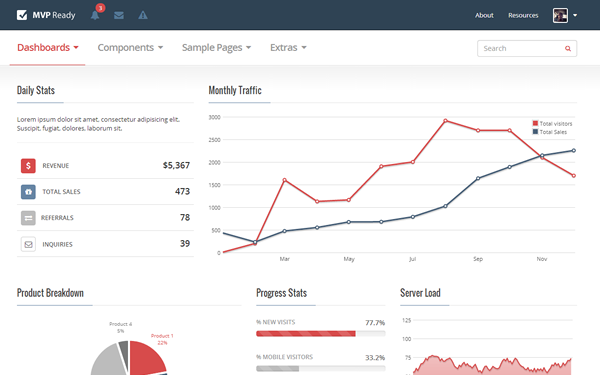 MVP Ready
3
About
Resources
Dashboards
Components
Sample Pages
Extras
Search
Daily Stats
Lorem ipsum dolor sit amet, consectetur adipisicing elit.
Suscipit, fugiat, dolores, laborum sit.
REVENUE $5,367
TOTAL SALES 473
REFERRALS 78
INQUIRIES 39
Monthly Traffic
Total visitors
Total Sales
3000
2500
2000
1500
1000
500
0
Mar May Jul Sep Nov
Product Breakdown
Product 4
5%
Product 1
22%
Progress Stats
% NEW VISITS 77.7%
% MOBILE VISITORS 33.2%
Server Load
125
100
75